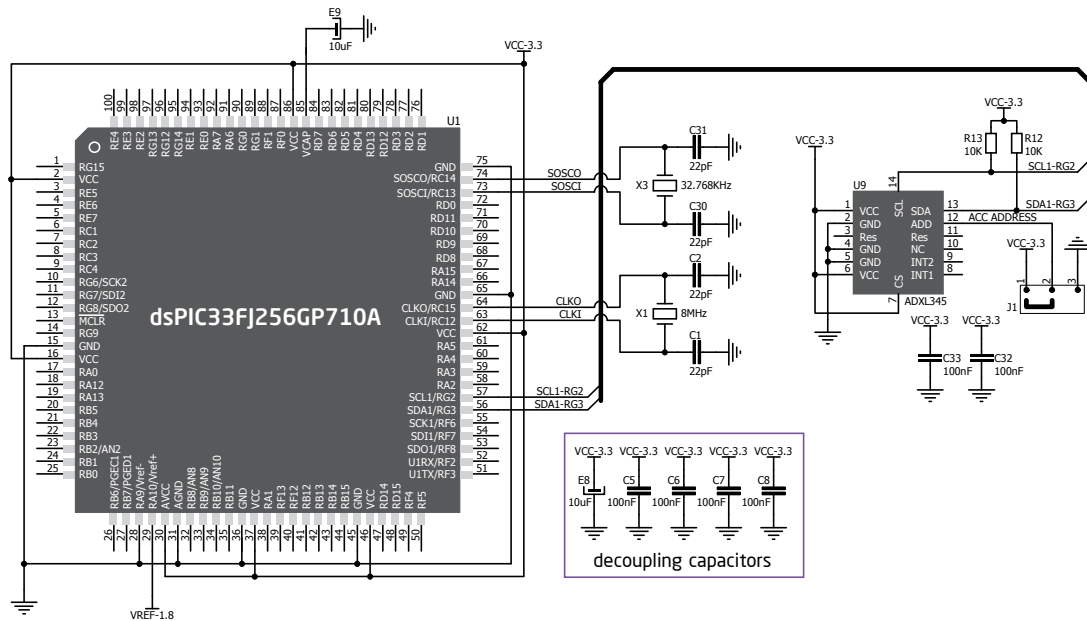 E9
10uF
VCC-3.3
100 99 98 97 96 95 94 93 92 91 90 89 88 87 86 85 84 83 82 81 80 79 78 77 76
RE4 RE3 RE2 RG13 RG12 RG14 RE1 RE0 RA7 RA6 RG0 RG1 RF1 RF0 VCC VCAP RD7 RD6 RD5 RD4 RD13 RD12 RD3 RD2 RD1
U1
1 RG15
2 VCC
3 RE5
4 RE6
5 RE7
6 RC1
7 RC2
8 RC3
9 RC4
10 RG6/SCK2
11 RG7/SDI2
12 RG8/SDO2
13 MCLR
14 RG9
15 GND
16 VCC
17 RA0
18 RA12
19 RA13
20 RB5
21 RB4
22 RB3
23 RB2/AN2
24 RB1
25 RB0
dsPIC33FJ256GP710A
GND 75
SOSCO/RC14 74
SOSCI/RC13 73
RD0 72
RD11 71
RD10 70
RD9 69
RD8 68
RA15 67
RA14 66
GND 65
CLKO/RC15 64
CLKI/RC12 63
VCC 62
RA5 61
RA4 60
RA3 59
RA2 58
SCL1/RG2 57
SDA1/RG3 56
SCK1/RF6 55
SDI1/RF7 54
SDO1/RF8 53
U1RX/RF2 52
U1TX/RF3 51
RB6/PGEC1 RB7/PGED1 RA9/Vref- RA10/Vref+ AVCC AGND RB8/AN8 RB9/AN9 RB10/AN10 RB11 GND VCC RA1 RF13 RF12 RB12 RB13 RB14 RB15 GND VCC RD14 RD15 RF4 RF5
26 27 28 29 30 31 32 33 34 35 36 37 38 39 40 41 42 43 44 45 46 47 48 49 50
VREF-1.8
SOSCO
SOSCI
C31
22pF
X3
32.768KHz
C30
22pF
CLKO
CLKI
C2
22pF
X1
8MHz
C1
22pF
SCL1-RG2
SDA1-RG3
VCC-3.3
VCC-3.3
R13
10K
R12
10K
SCL1-RG2
SDA1-RG3
ACC ADDRESS
U9
14
SCL
1 VCC
2 GND
3 Res
4 GND
5 GND
6 VCC
SDA 13
ADD 12
Res 11
NC 10
INT2 9
INT1 8
CS
7
ADXL345
VCC-3.3
1 2 3
J1
VCC-3.3
C33
100nF
VCC-3.3
C32
100nF
VCC-3.3 VCC-3.3 VCC-3.3 VCC-3.3 VCC-3.3
E8 C5 C6 C7 C8
10uF 100nF 100nF 100nF 100nF
decoupling capacitors